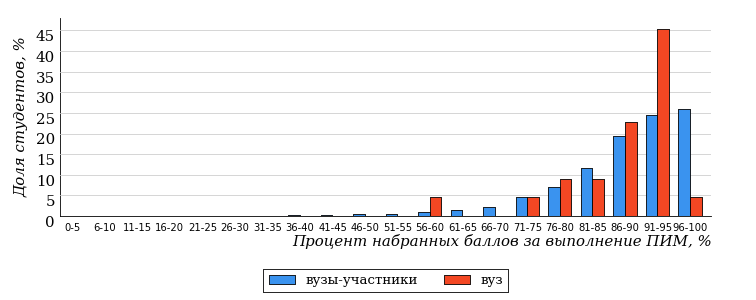 Доля студентов, %
45
40
35
30
25
20
15
10
5
0
0-5 6-10 11-15 16-20 21-25 26-30 31-35 36-40 41-45 46-50 51-55 56-60 61-65 66-70 71-75 76-80 81-85 86-90 91-95 96-100
Процент набранных баллов за выполнение ПИМ, %
вузы-участники вуз